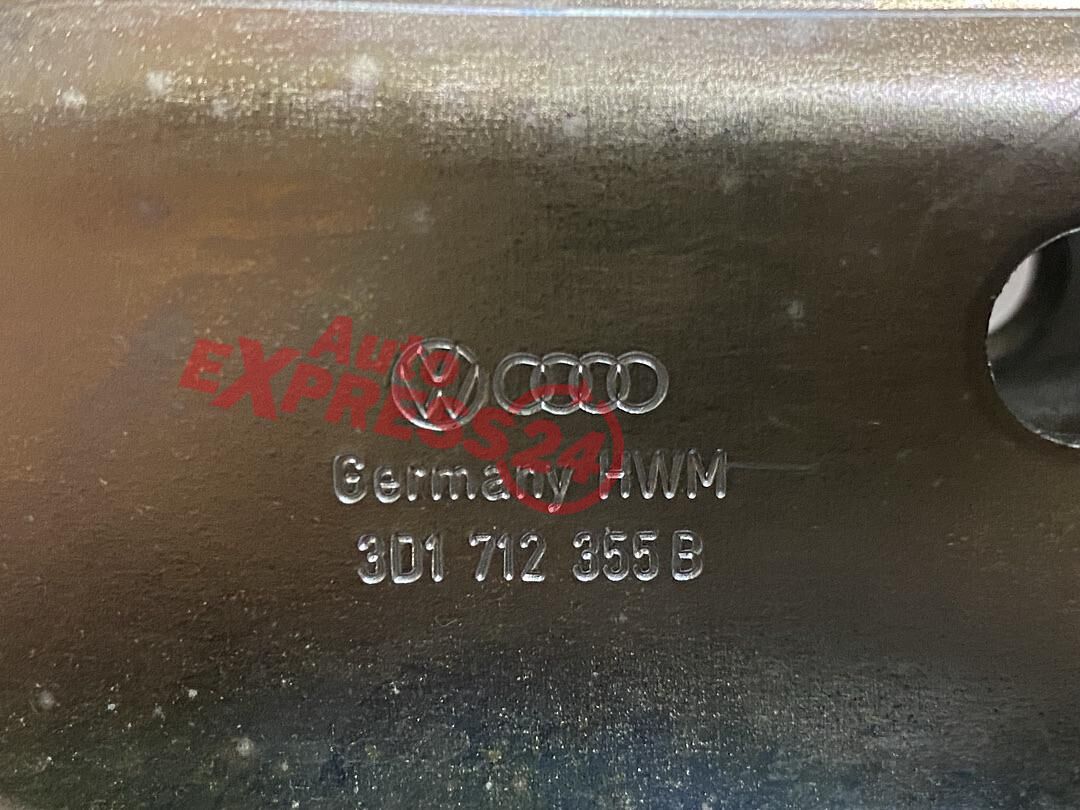 Auto
EXPRESS24
Germany HWM
3D1 712 355 B